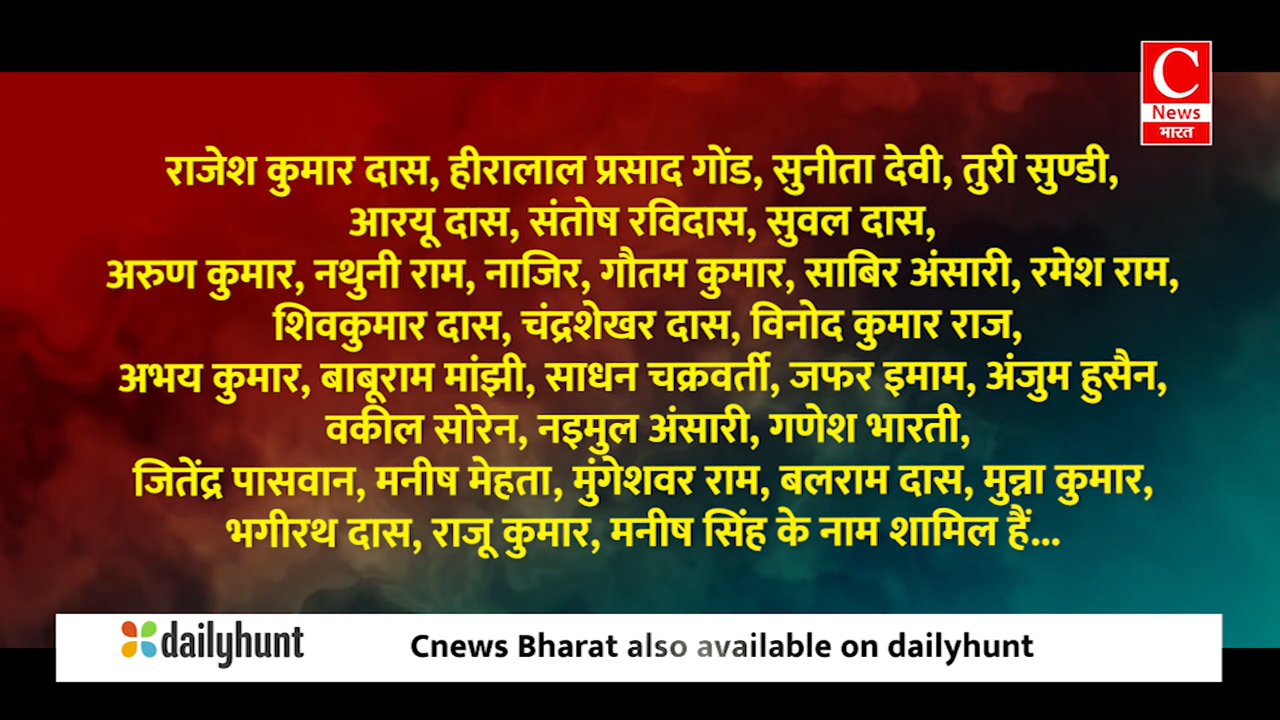 C
News
भारत
राजेश कुमार दास, हीरालाल प्रसाद गोंड, सुनीता देवी, तुरी सुण्डी,
आरयू दास, संतोष रविदास, सुवल दास,
अरुण कुमार, नथुनी राम, नाजिर, गौतम कुमार, साबिर अंसारी, रमेश राम,
शिवकुमार दास, चंद्रशेखर दास, विनोद कुमार राज,
अभय कुमार, बाबूराम मांझी, साधन चक्रवर्ती, जफर इमाम, अंजुम हुसैन,
वकील सोरेन, नइमुल अंसारी, गणेश भारती,
जितेंद्र पासवान, मनीष मेहता, मुंगेशवर राम, बलराम दास, मुन्ना कुमार,
भगीरथ दास, राजू कुमार, मनीष सिंह के नाम शामिल हैं...
dailyhunt
Cnews Bharat also available on dailyhunt